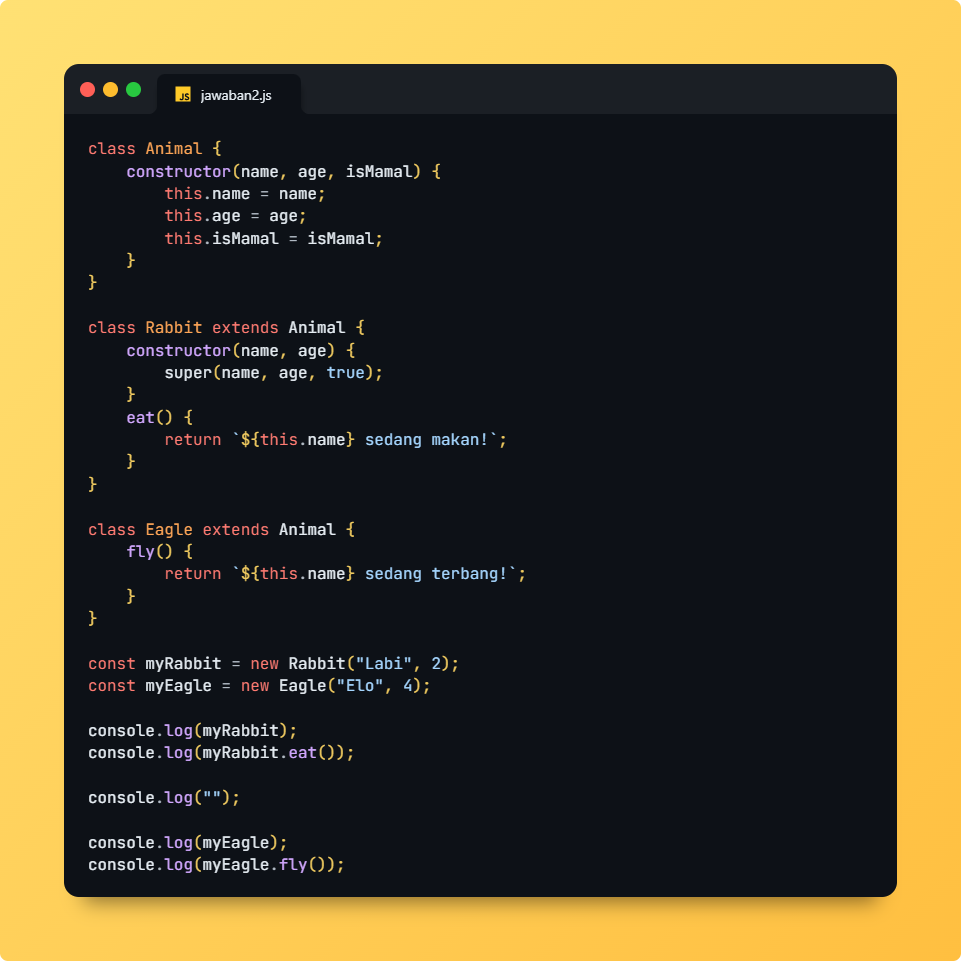 JS jawaban2.js
class Animal {
    constructor(name, age, isMamal) {
        this.name = name;
        this.age = age;
        this.isMamal = isMamal;
    }
}

class Rabbit extends Animal {
    constructor(name, age) {
        super(name, age, true);
    }
    eat() {
        return `${this.name} sedang makan!`;
    }
}

class Eagle extends Animal {
    fly() {
        return `${this.name} sedang terbang!`;
    }
}

const myRabbit = new Rabbit("Labi", 2);
const myEagle = new Eagle("Elo", 4);

console.log(myRabbit);
console.log(myRabbit.eat());

console.log("");

console.log(myEagle);
console.log(myEagle.fly());